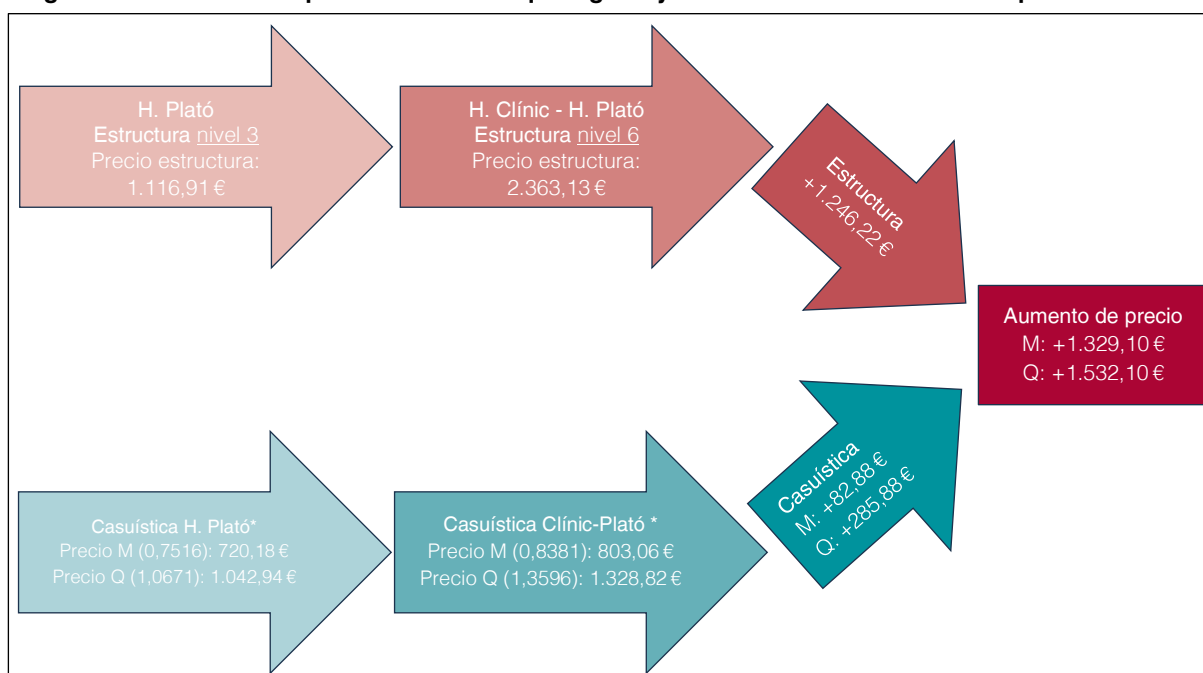 H. Plató
Estructura nivel 3
Precio estructura:
1.116,91 €
H. Clínic - H. Plató
Estructura nivel 6
Precio estructura:
2.363,13 €
Estructura
+1.246,22 €
Aumento de precio
M: +1.329,10 €
Q: +1.532,10 €
Casuística H. Plató*
Precio M (0,7516): 720,18 €
Precio Q (1,0671): 1.042,94 €
Casuística Clínic-Plató *
Precio M (0,8381): 803,06 €
Precio Q (1,3596): 1.328,82 €
Casuística
M: +82,88 €
Q: +285,88 €